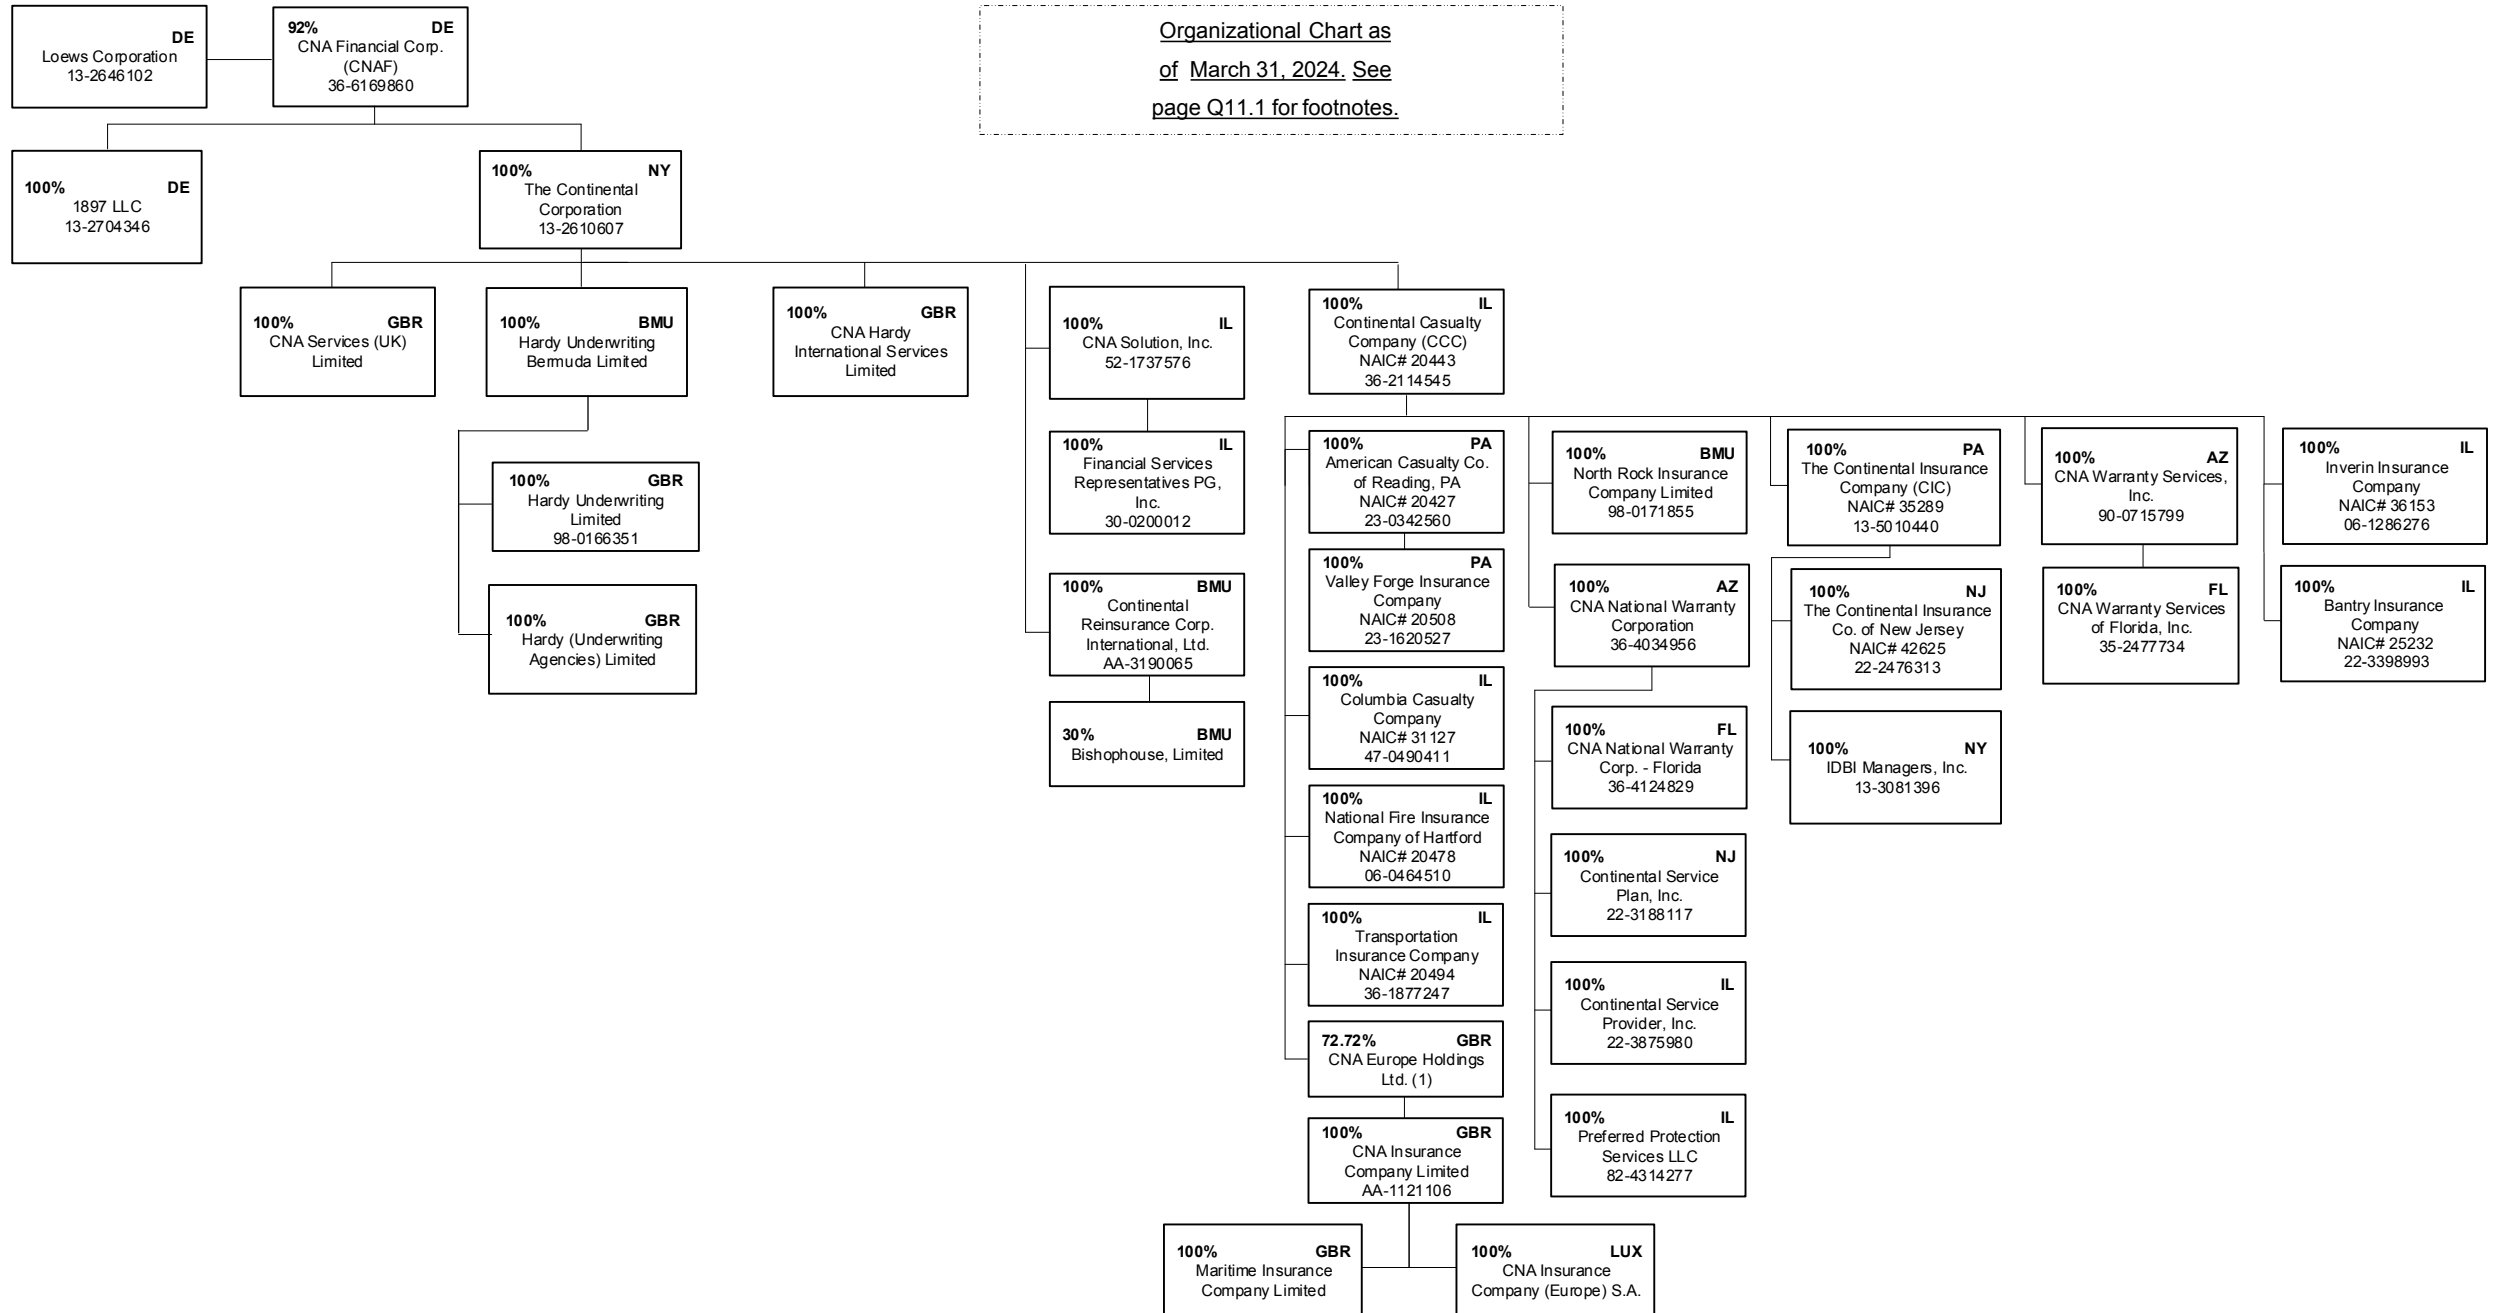 DE
Loews Corporation
13-2646102
92% DE
CNA Financial Corp.
(CNAF)
36-6169860
Organizational Chart as
of March 31, 2024. See
page Q11.1 for footnotes.
100% DE
1897 LLC
13-2704346
100% NY
The Continental
Corporation
13-2610607
100% GBR
CNA Services (UK)
Limited
100% BMU
Hardy Underwriting
Bermuda Limited
100% GBR
CNA Hardy
International Services
Limited
100% IL
CNA Solution, Inc.
52-1737576
100% IL
Continental Casualty
Company (CCC)
NAIC# 20443
36-2114545
100% GBR
Hardy Underwriting
Limited
98-0166351
100% GBR
Hardy (Underwriting
Agencies) Limited
100% IL
Financial Services
Representatives PG,
Inc.
30-0200012
100% BMU
Continental
Reinsurance Corp.
International, Ltd.
AA-3190065
30% BMU
Bishophouse, Limited
100% PA
American Casualty Co.
of Reading, PA
NAIC# 20427
23-0342560
100% PA
Valley Forge Insurance
Company
NAIC# 20508
23-1620527
100% IL
Columbia Casualty
Company
NAIC# 31127
47-0490411
100% IL
National Fire Insurance
Company of Hartford
NAIC# 20478
06-0464510
100% IL
Transportation
Insurance Company
NAIC# 20494
36-1877247
72.72% GBR
CNA Europe Holdings
Ltd. (1)
100% GBR
CNA Insurance
Company Limited
AA-1121106
100% GBR
Maritime Insurance
Company Limited
100% LUX
CNA Insurance
Company (Europe) S.A.
100% BMU
North Rock Insurance
Company Limited
98-0171855
100% AZ
CNA National Warranty
Corporation
36-4034956
100% FL
CNA National Warranty
Corp. - Florida
36-4124829
100% NJ
Continental Service
Plan, Inc.
22-3188117
100% IL
Continental Service
Provider, Inc.
22-3875980
100% IL
Preferred Protection
Services LLC
82-4314277
100% PA
The Continental Insurance
Company (CIC)
NAIC# 35289
13-5010440
100% NJ
The Continental Insurance
Co. of New Jersey
NAIC# 42625
22-2476313
100% NY
IDBI Managers, Inc.
13-3081396
100% AZ
CNA Warranty Services,
Inc.
90-0715799
100% FL
CNA Warranty Services
of Florida, Inc.
35-2477734
100% IL
Inverin Insurance
Company
NAIC# 36153
06-1286276
100% IL
Bantry Insurance
Company
NAIC# 25232
22-3398993